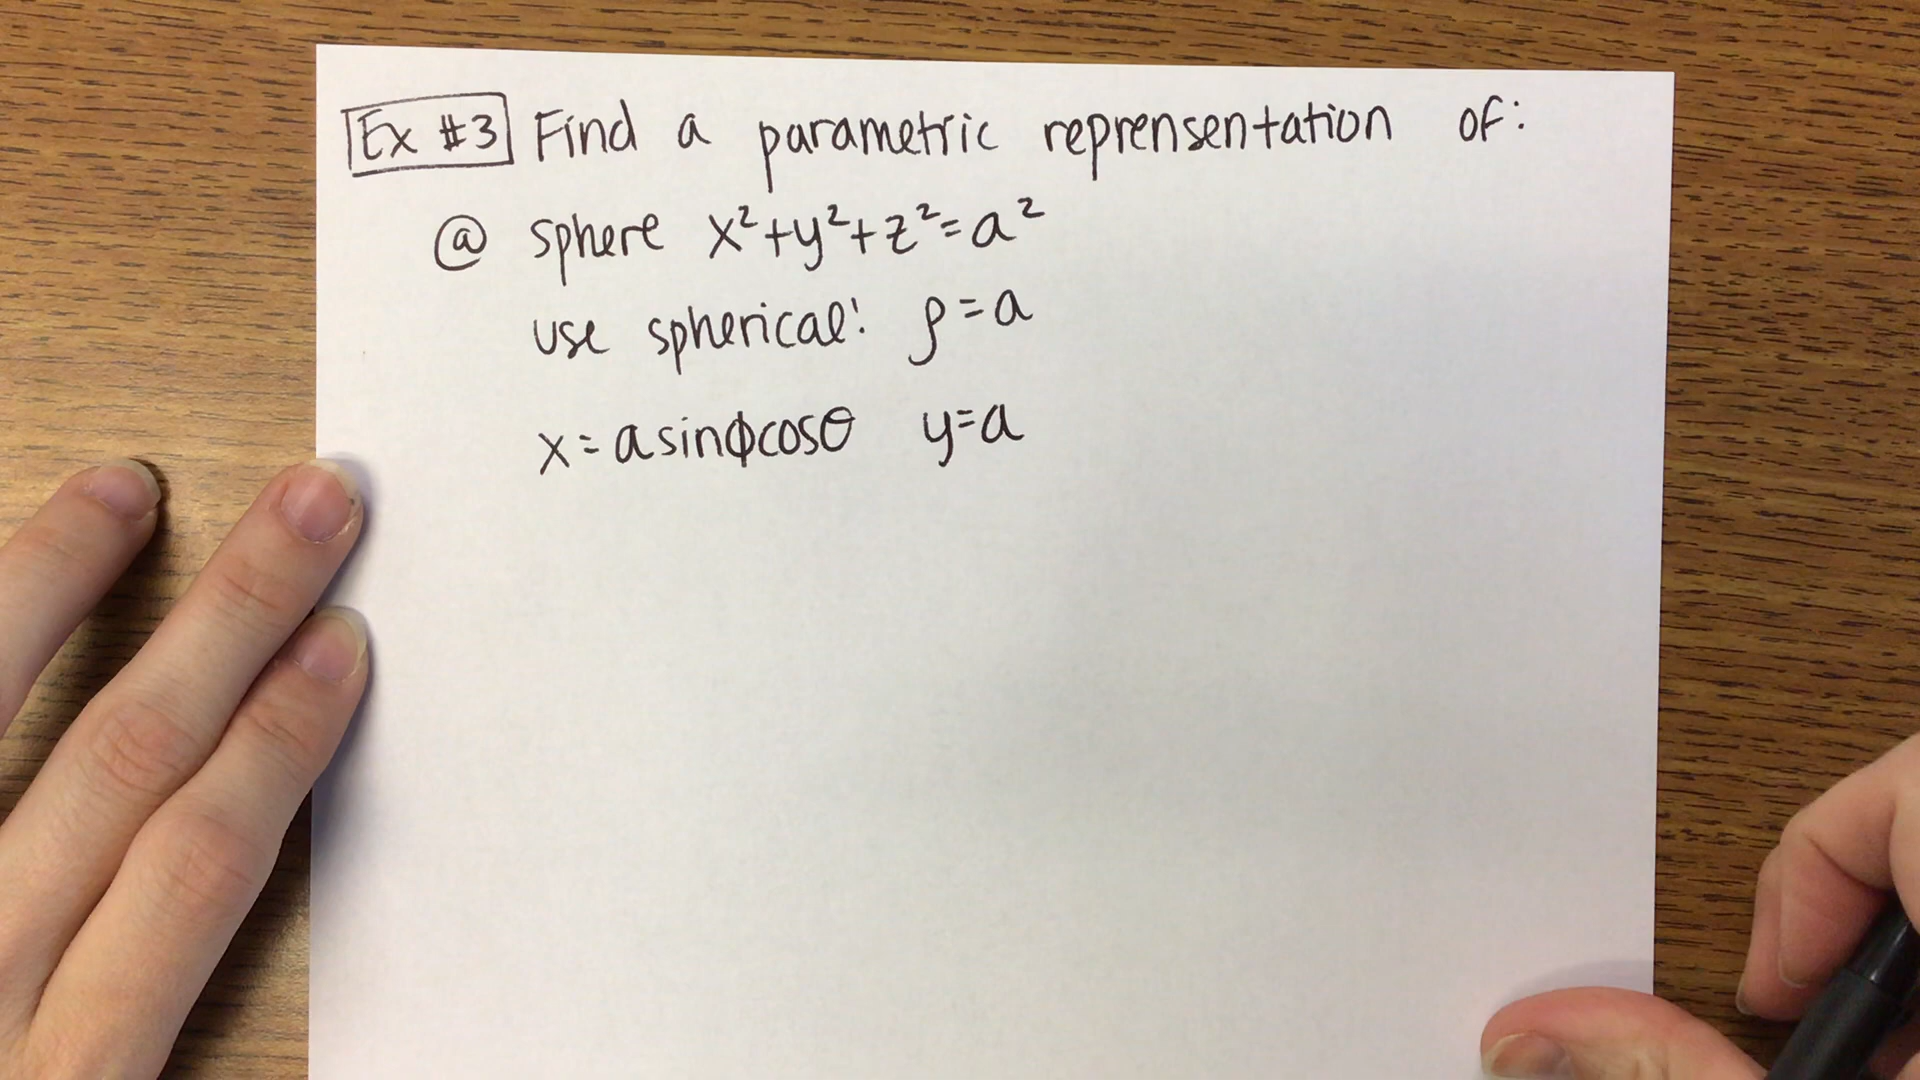 Ex #3 Find a parametric reprensentation of:
ⓐ sphere x²+y²+z²=a²
use spherical: ρ=a
x=asinϕcosθ y=a